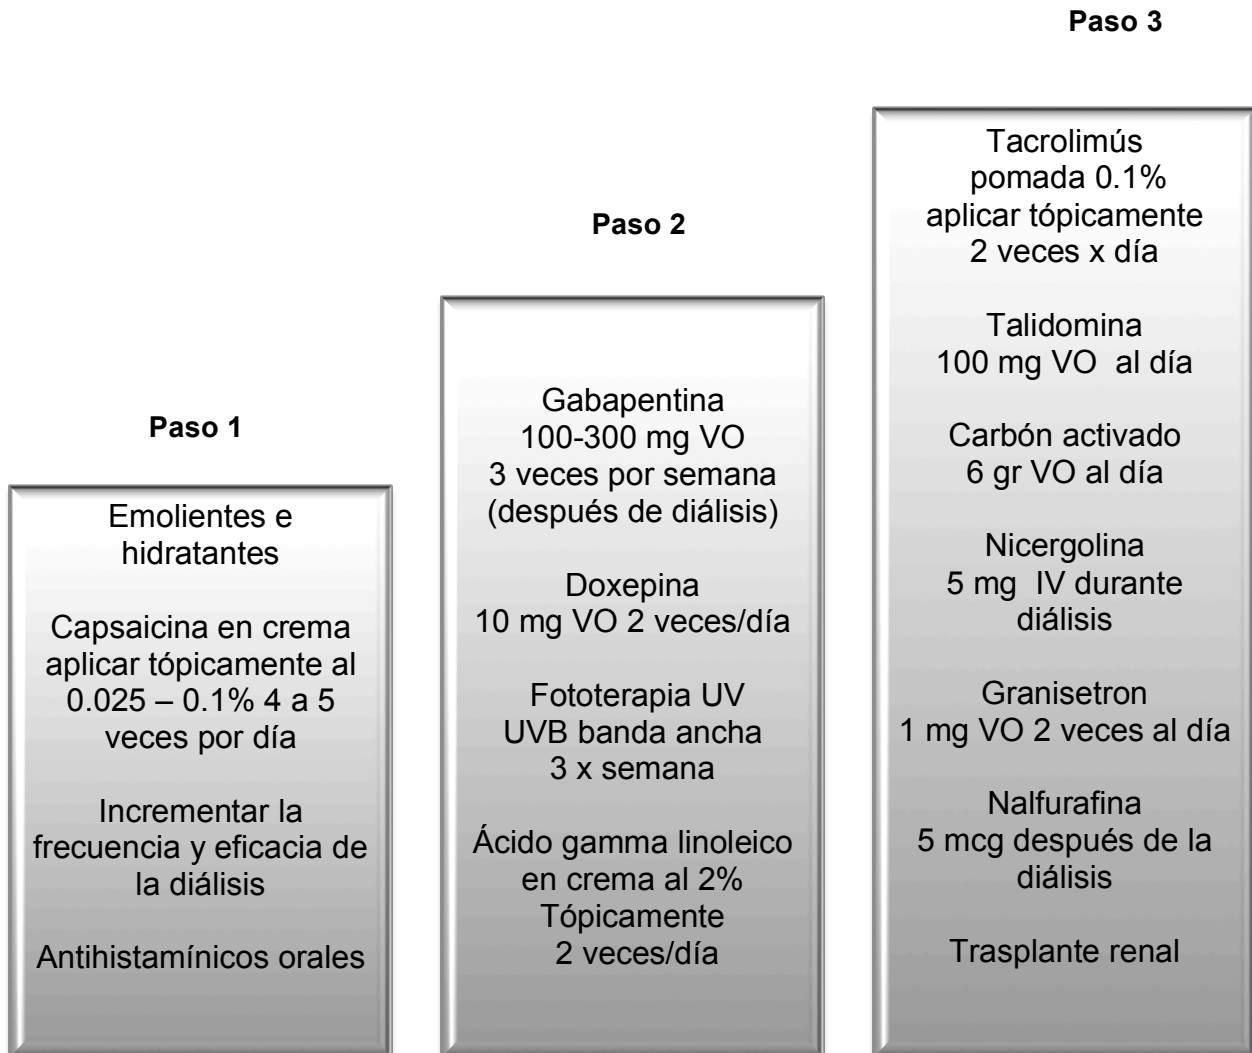 Paso 1
Emolientes e
hidratantes
Capsaicina en crema
aplicar tópicamente al
0.025 – 0.1% 4 a 5
veces por día
Incrementar la
frecuencia y eficacia de
la diálisis
Antihistamínicos orales
Paso 2
Gabapentina
100-300 mg VO
3 veces por semana
(después de diálisis)
Doxepina
10 mg VO 2 veces/día
Fototerapia UV
UVB banda ancha
3 x semana
Ácido gamma linoleico
en crema al 2%
Tópicamente
2 veces/día
Paso 3
Tacrolimús
pomada 0.1%
aplicar tópicamente
2 veces x día
Talidomina
100 mg VO al día
Carbón activado
6 gr VO al día
Nicergolina
5 mg IV durante
diálisis
Granisetron
1 mg VO 2 veces al día
Nalfurafina
5 mcg después de la
diálisis
Trasplante renal